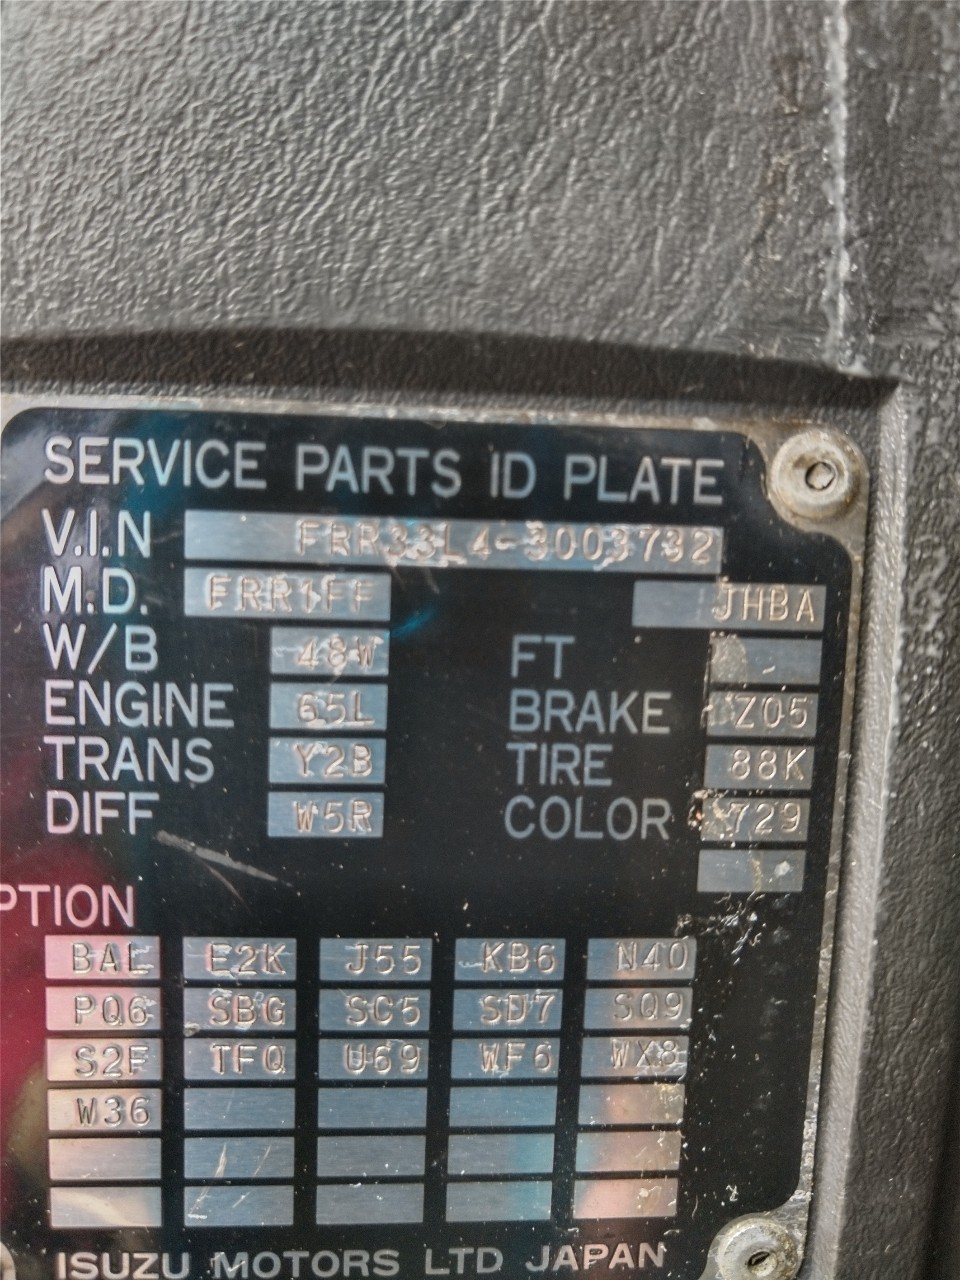 SERVICE PARTS ID PLATE
V.I.N FRR33L4-3003732
M.D. FRR1FF JHBA
W/B 48W FT
ENGINE 65L BRAKE Z05
TRANS Y2B TIRE 88K
DIFF W5R COLOR 729
PTION
BAL E2K J55 KB6 N40
PQ6 SBG SC5 SD7 SQ9
S2F TFQ U69 WF6 WX8
W36
ISUZU MOTORS LTD JAPAN